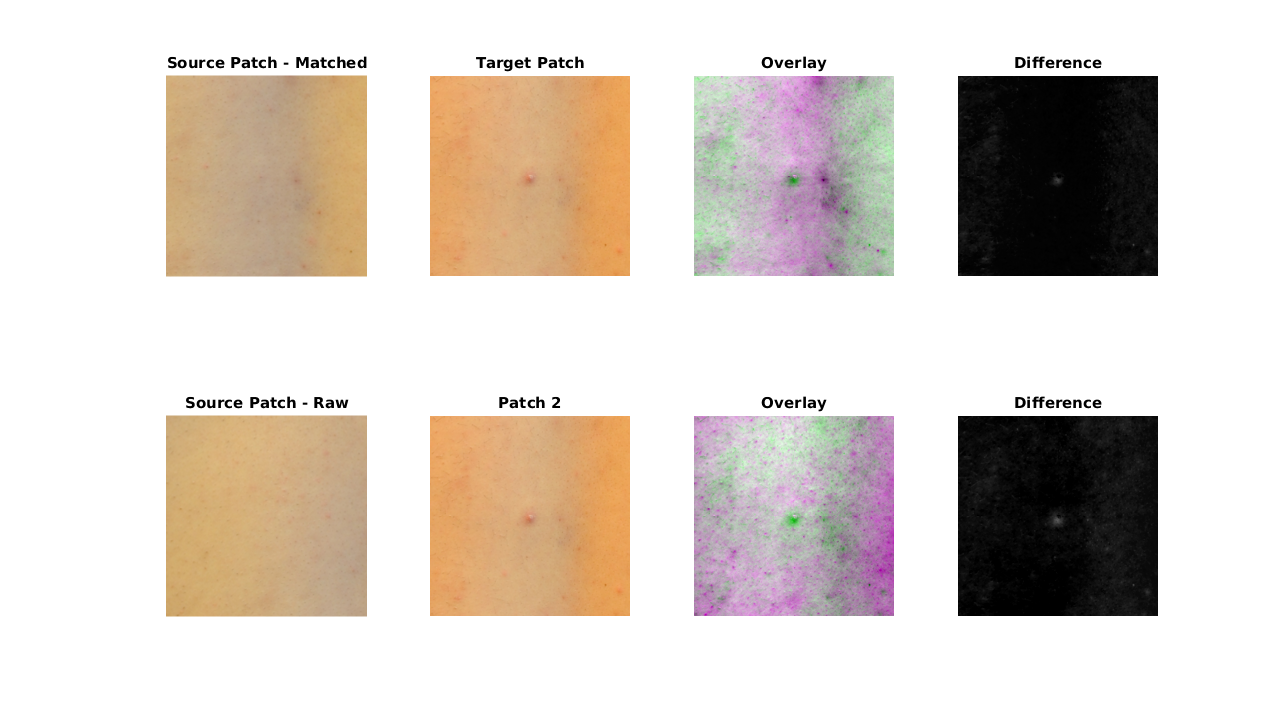 Source Patch - Matched
Target Patch
Overlay
Difference
Source Patch - Raw
Patch 2
Overlay
Difference